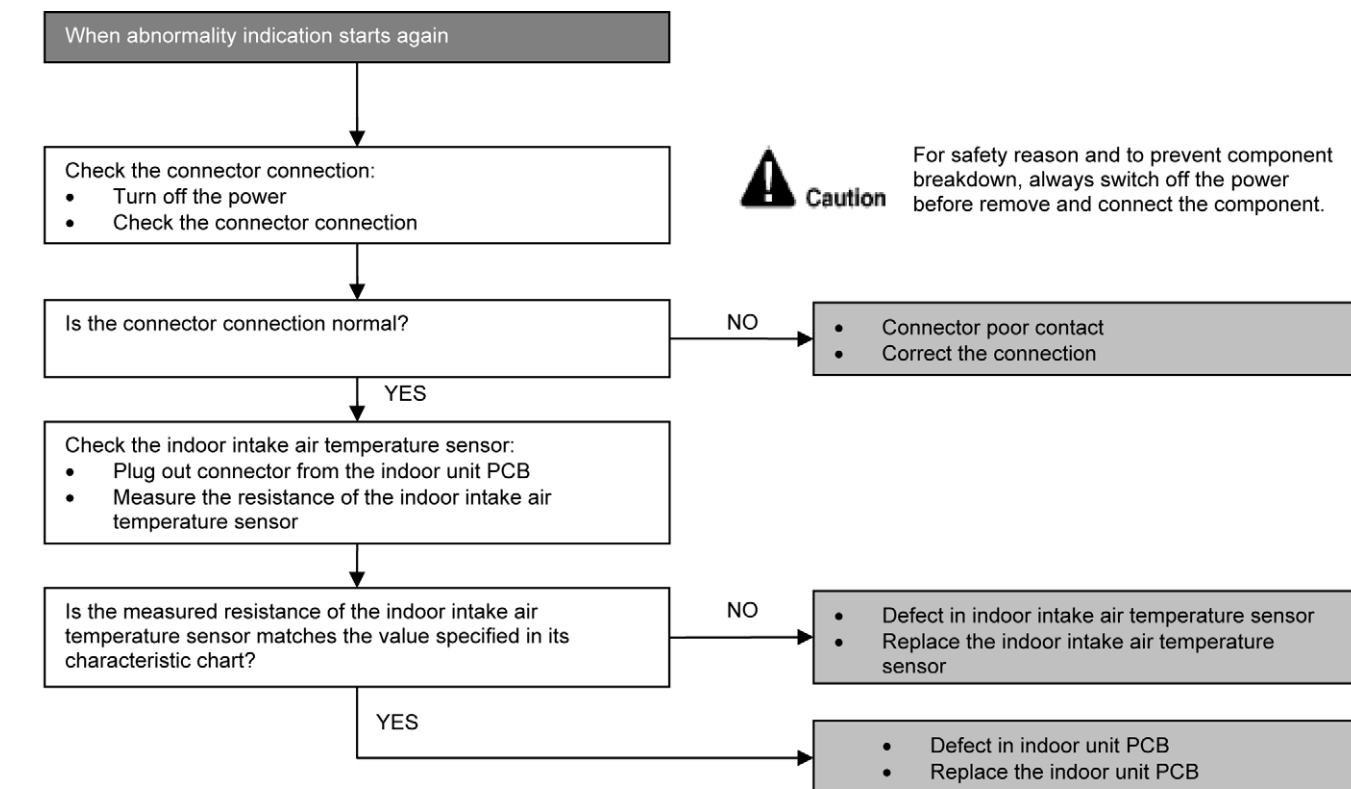 When abnormality indication starts again
Check the connector connection:
• Turn off the power
• Check the connector connection
Caution
For safety reason and to prevent component
breakdown, always switch off the power
before remove and connect the component.
Is the connector connection normal?
NO
• Connector poor contact
• Correct the connection
YES
Check the indoor intake air temperature sensor:
• Plug out connector from the indoor unit PCB
• Measure the resistance of the indoor intake air
temperature sensor
Is the measured resistance of the indoor intake air
temperature sensor matches the value specified in its
characteristic chart?
NO
• Defect in indoor intake air temperature sensor
• Replace the indoor intake air temperature
sensor
YES
• Defect in indoor unit PCB
• Replace the indoor unit PCB